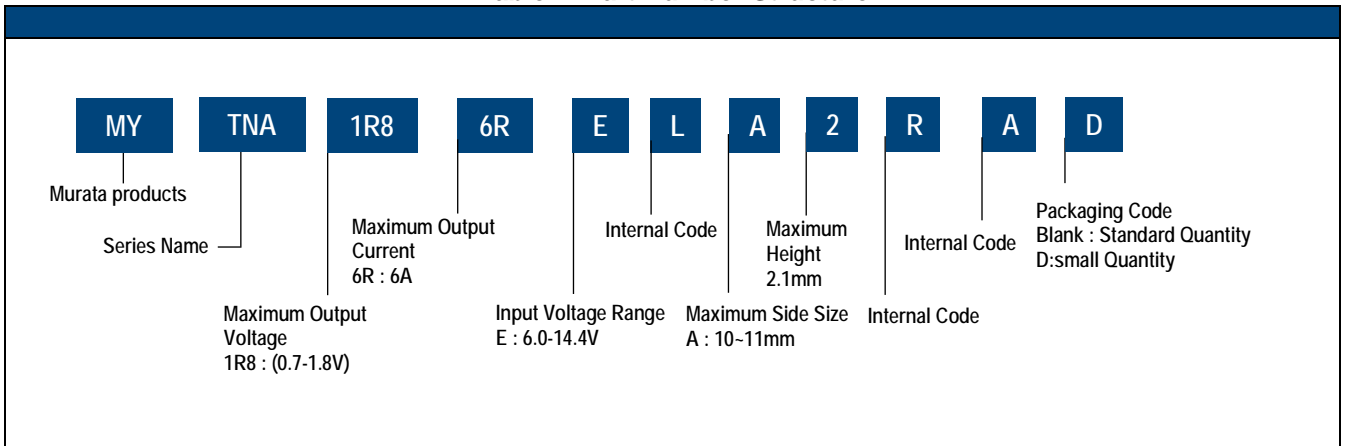 MY TNA 1R8 6R E L A 2 R A D
Murata products
Series Name
Maximum Output
Voltage
1R8 : (0.7-1.8V)
Maximum Output
Current
6R : 6A
Input Voltage Range
E : 6.0-14.4V
Internal Code
Maximum Side Size
A : 10~11mm
Maximum
Height
2.1mm
Internal Code
Internal Code
Packaging Code
Blank : Standard Quantity
D:small Quantity